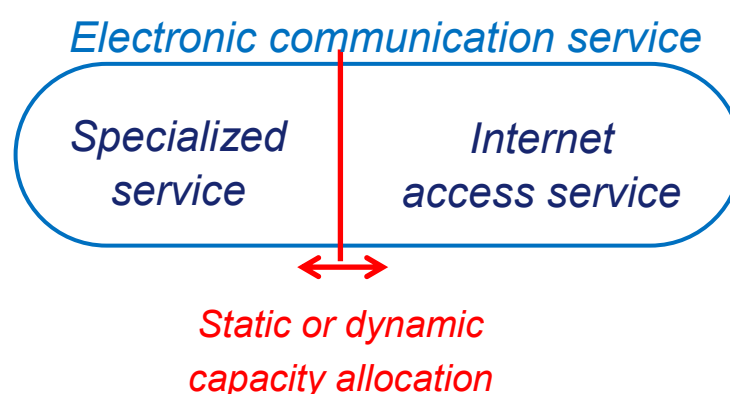 Electronic communication service
Specialized
service
Internet
access service
Static or dynamic
capacity allocation